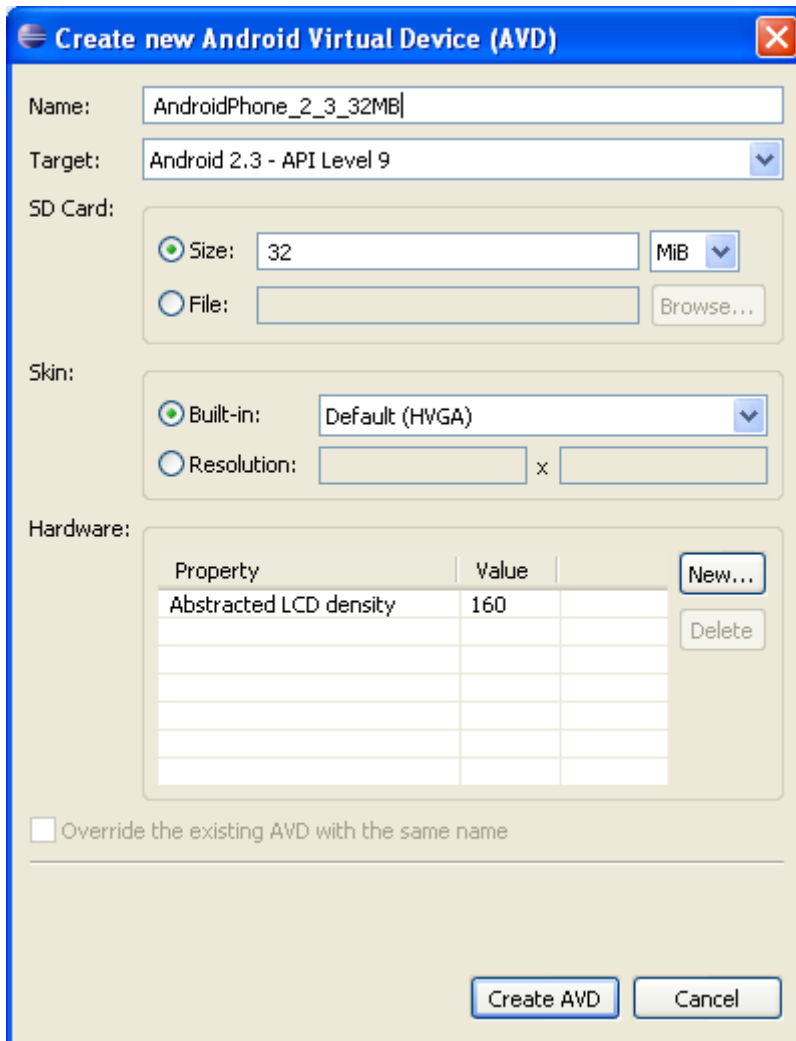 Create new Android Virtual Device (AVD)
Name: AndroidPhone_2_3_32MB
Target: Android 2.3 - API Level 9
SD Card:
Size: 32 MiB
File: Browse...
Skin:
Built-in: Default (HVGA)
Resolution: x
Hardware:
Property Value New...
Abstracted LCD density 160
Delete
Override the existing AVD with the same name
Create AVD Cancel